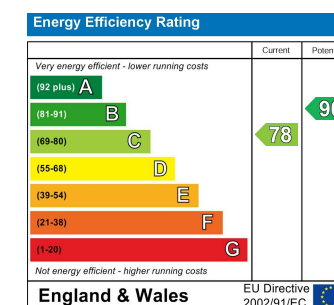 Energy Efficiency Rating
Current
Very energy efficient - lower running costs
(92 plus) A
(81-91) B
(69-80) C
78
(55-68) D
(39-54) E
(21-38) F
(1-20) G
Not energy efficient - higher running costs
England & Wales
EU Directive
2002/91/EC